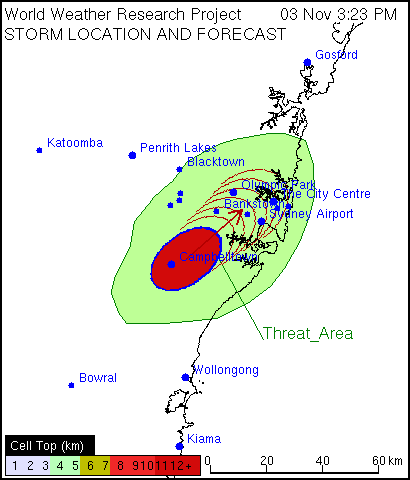 World Weather Research Project 03 Nov 3:23 PM
STORM LOCATION AND FORECAST
Gosford
Katoomba
Penrith Lakes
Blacktown
Olympic Park
The City Centre
Bankstown
Sydney Airport
Campbelltown
Threat_Area
Wollongong
Bowral
Kiama
Cell Top (km)
1 2 3 4 5 6 7 8 9 10 11 12+
0 20 40 60 km